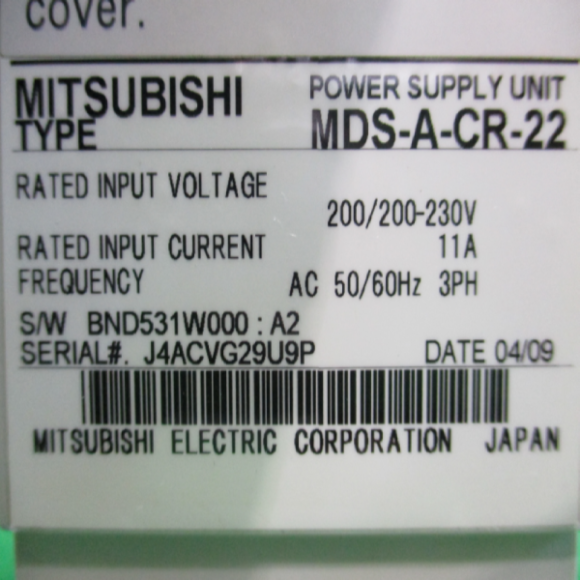 cover.
MITSUBISHI POWER SUPPLY UNIT
TYPE MDS-A-CR-22
RATED INPUT VOLTAGE
200/200-230V
RATED INPUT CURRENT 11A
FREQUENCY AC 50/60Hz 3PH
S/W BND531W000 : A2
SERIAL#. J4ACVG29U9P DATE 04/09
MITSUBISHI ELECTRIC CORPORATION JAPAN